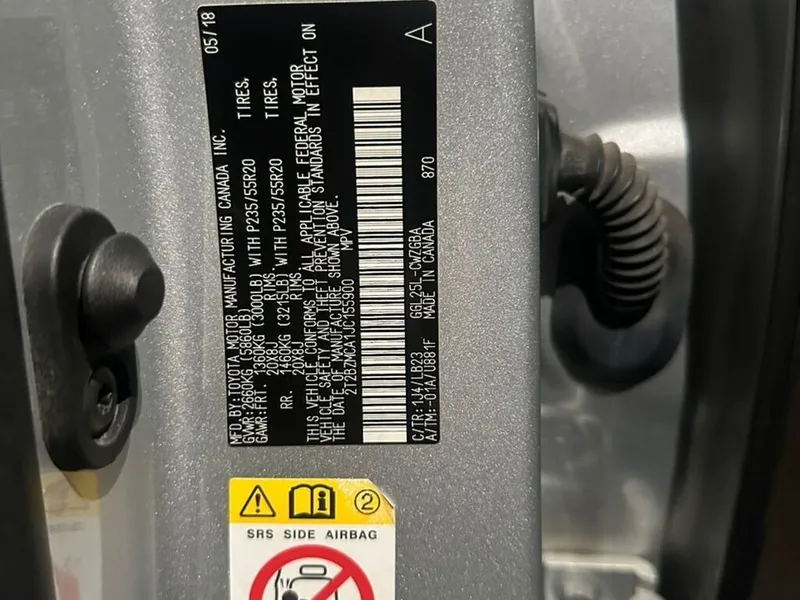 MFD.BY:TOYOTA MOTOR MANUFACTURING CANADA INC. 05/18
GVWR:2660KG (5860LB)
GAWR:FRT. 1360KG (3000LB) WITH P235/55R20 TIRES,
20X8J RIMS,
RR. 1460KG (3215LB) WITH P235/55R20 TIRES,
20X8J RIMS.
THIS VEHICLE CONFORMS TO ALL APPLICABLE FEDERAL MOTOR
VEHICLE SAFETY AND THEFT PREVENTION STANDARDS IN EFFECT ON
THE DATE OF MANUFACTURE SHOWN ABOVE.
2T2BZMCA1JC155900 MPV
A
C/TR:1J4/LB23 GGL25L-CWZGBA
A/TM:-01A/U881F MADE IN CANADA 870
2
SRS SIDE AIRBAG